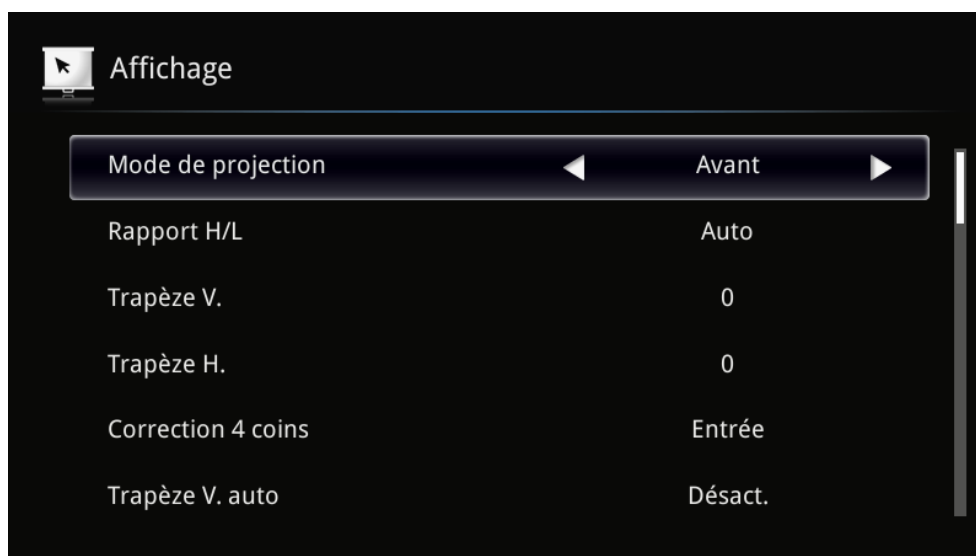 Affichage
Mode de projection Avant
Rapport H/L Auto
Trapèze V. 0
Trapèze H. 0
Correction 4 coins Entrée
Trapèze V. auto Désact.